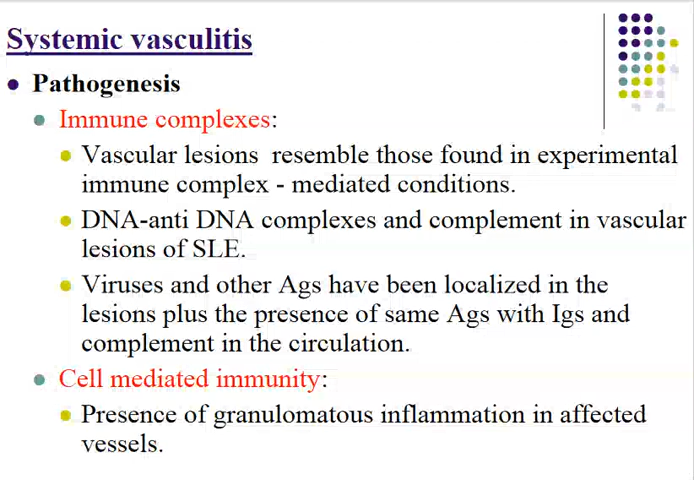 Systemic vasculitis
Pathogenesis
Immune complexes:
Vascular lesions resemble those found in experimental
immune complex - mediated conditions.
DNA-anti DNA complexes and complement in vascular
lesions of SLE.
Viruses and other Ags have been localized in the
lesions plus the presence of same Ags with Igs and
complement in the circulation.
Cell mediated immunity:
Presence of granulomatous inflammation in affected
vessels.